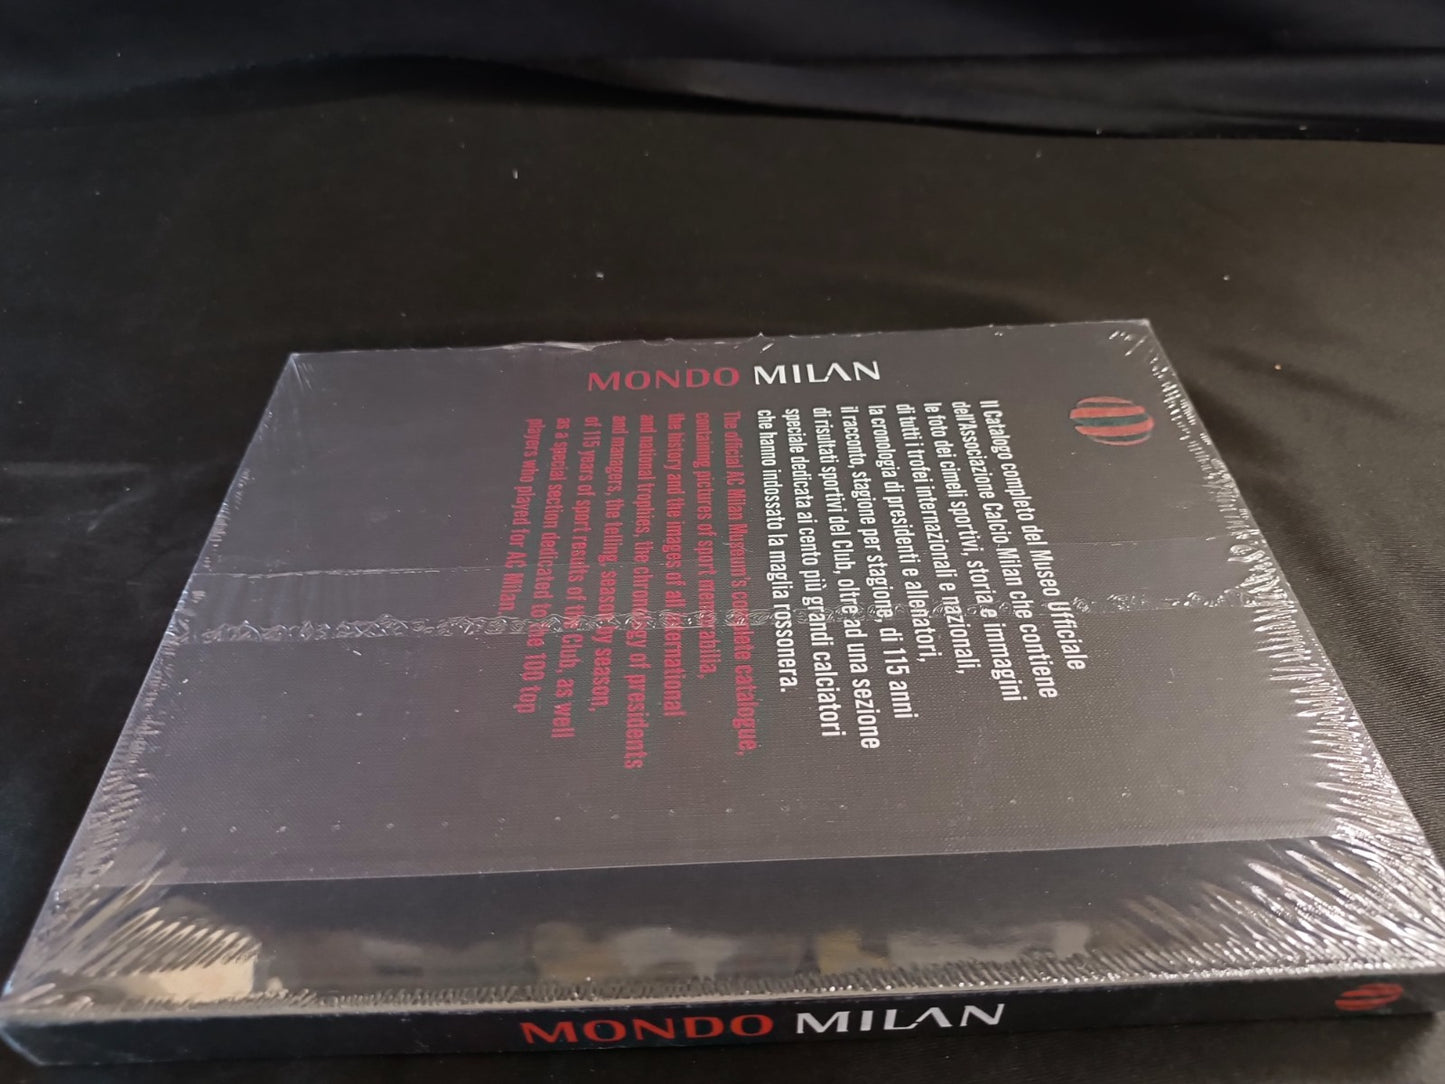 MONDO MILAN
Il Catalogo completo del Museo Ufficiale
dell'Associazione Calcio Milan che contiene
le foto dei cimeli sportivi, storia e immagini
di tutti i trofei internazionali e nazionali,
la cronologia di presidenti e allenatori,
il racconto, stagione per stagione, di 115 anni
di risultati sportivi del Club, oltre ad una sezione
speciale dedicata ai cento più grandi calciatori
che hanno indossato la maglia rossonera.
The official AC Milan Museum's complete catalogue,
containing pictures of sport memorabilia,
the history and the images of all international
and national trophies, the chronology of presidents
and managers, the telling, season by season,
of 115 years of sport results of the Club, as well
as a special section dedicated to the 100 top
players who played for AC Milan.
MONDO MILAN